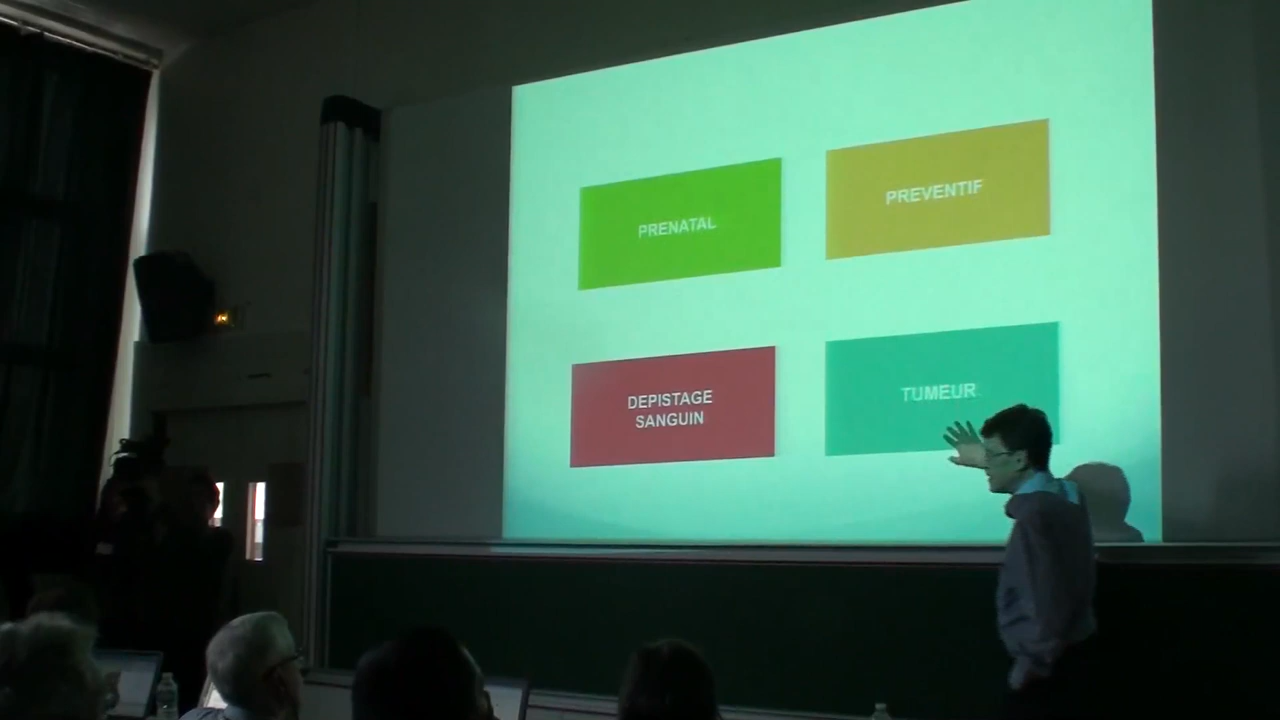 PRENATAL
PREVENTIF
DEPISTAGE
SANGUIN
TUMEUR